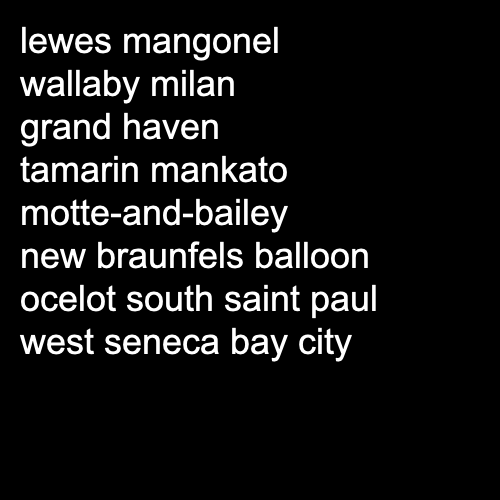 lewes mangonel
wallaby milan
grand haven
tamarin mankato
motte-and-bailey
new braunfels balloon
ocelot south saint paul
west seneca bay city